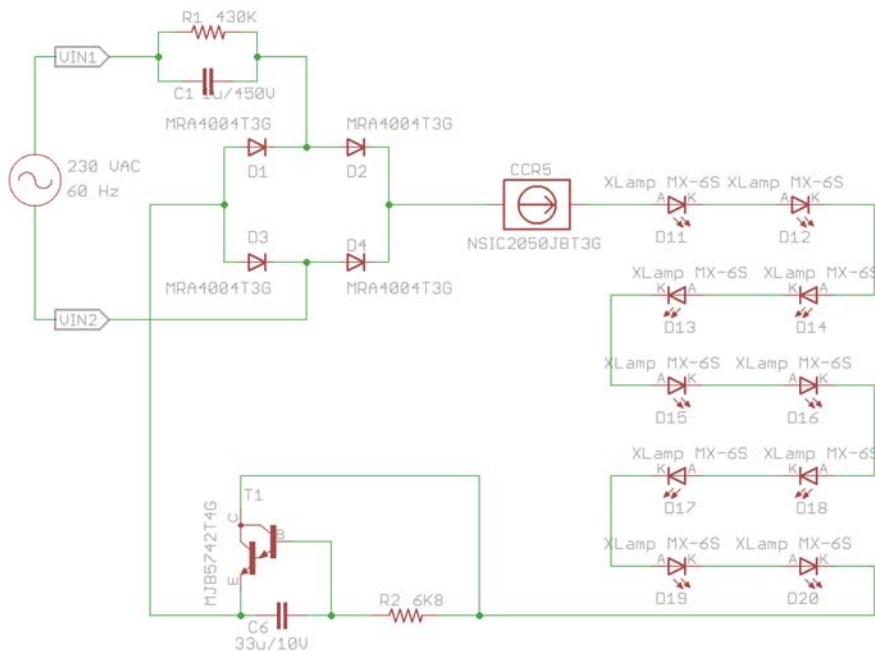 R1 430K
VIN1
C1 1u/450V
MRA4004T3G MRA4004T3G
D1 D2
230 VAC
60 Hz
CCR5
XLamp MX-6S XLamp MX-6S
A K A K
D11 D12
NSIC2050JBT3G
D3 D4
MRA4004T3G MRA4004T3G
VIN2
XLamp MX-6S XLamp MX-6S
K A K A
D13 D14
XLamp MX-6S XLamp MX-6S
A K A K
D15 D16
XLamp MX-6S XLamp MX-6S
K A K A
D17 D18
T1
MJB5742T4G
C
B
E
XLamp MX-6S XLamp MX-6S
A K A K
D19 D20
R2 6K8
C6
33u/10V